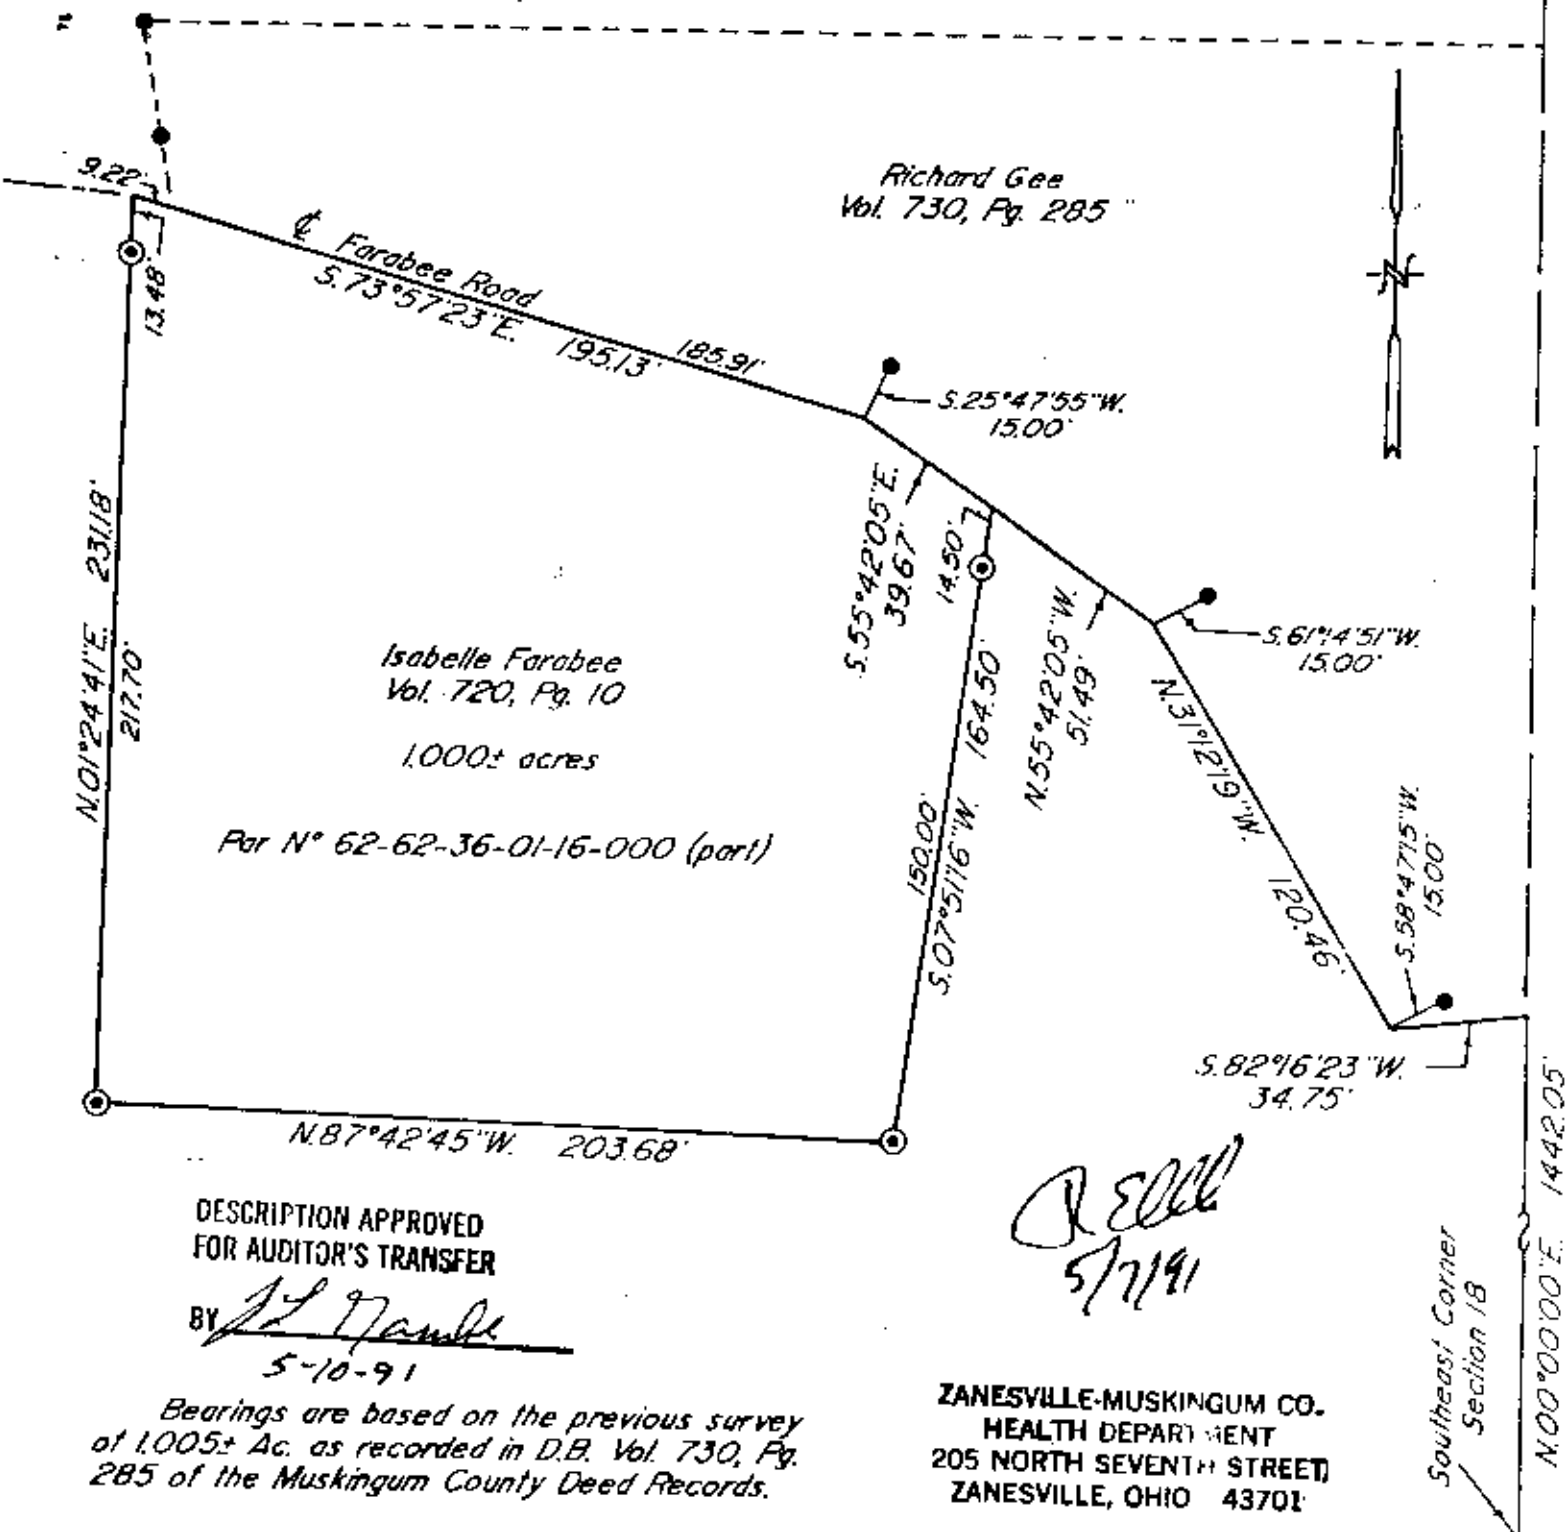 9.22'
13.48'
Richard Gee
Vol. 730, Pg. 285
℄ Farabee Road
S.73°57'23"E. 195.13'
185.91'
S.25°47'55"W.
15.00'
S.55°42'05"E.
39.67'
14.50'
S.61°14'51"W.
15.00'
N.01°24'41"E. 231.18'
217.70'
Isabelle Farabee
Vol. 720, Pg. 10
1.000± acres
Par Nº 62-62-36-01-16-000 (part)
150.00'
S.07°51'16"W. 164.50'
N.55°42'05"W.
51.49'
N.31°12'19"W. 120.46'
S.58°47'15"W.
15.00'
S.82°16'23"W.
34.75'
N.87°42'45"W. 203.68'
N.00°00'00"E. 1442.05'
Southeast Corner
Section 18
5/7/91
DESCRIPTION APPROVED
FOR AUDITOR'S TRANSFER
BY
5-10-91
Bearings are based on the previous survey
of 1.005± Ac. as recorded in D.B. Vol. 730, Pg.
285 of the Muskingum County Deed Records.
ZANESVILLE-MUSKINGUM CO.
HEALTH DEPARTMENT
205 NORTH SEVENTH STREET
ZANESVILLE, OHIO 43701